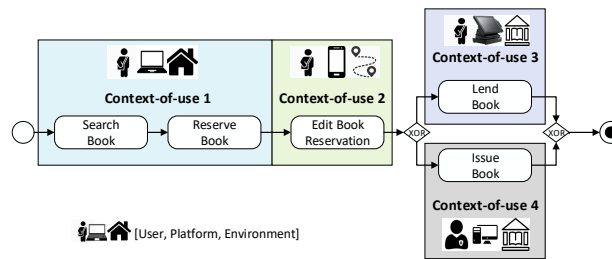 Context-of-use 1
Context-of-use 2
Context-of-use 3
Search
Book
Reserve
Book
Edit Book
Reservation
XOR
Lend
Book
Issue
Book
XOR
Context-of-use 4
[User, Platform, Environment]